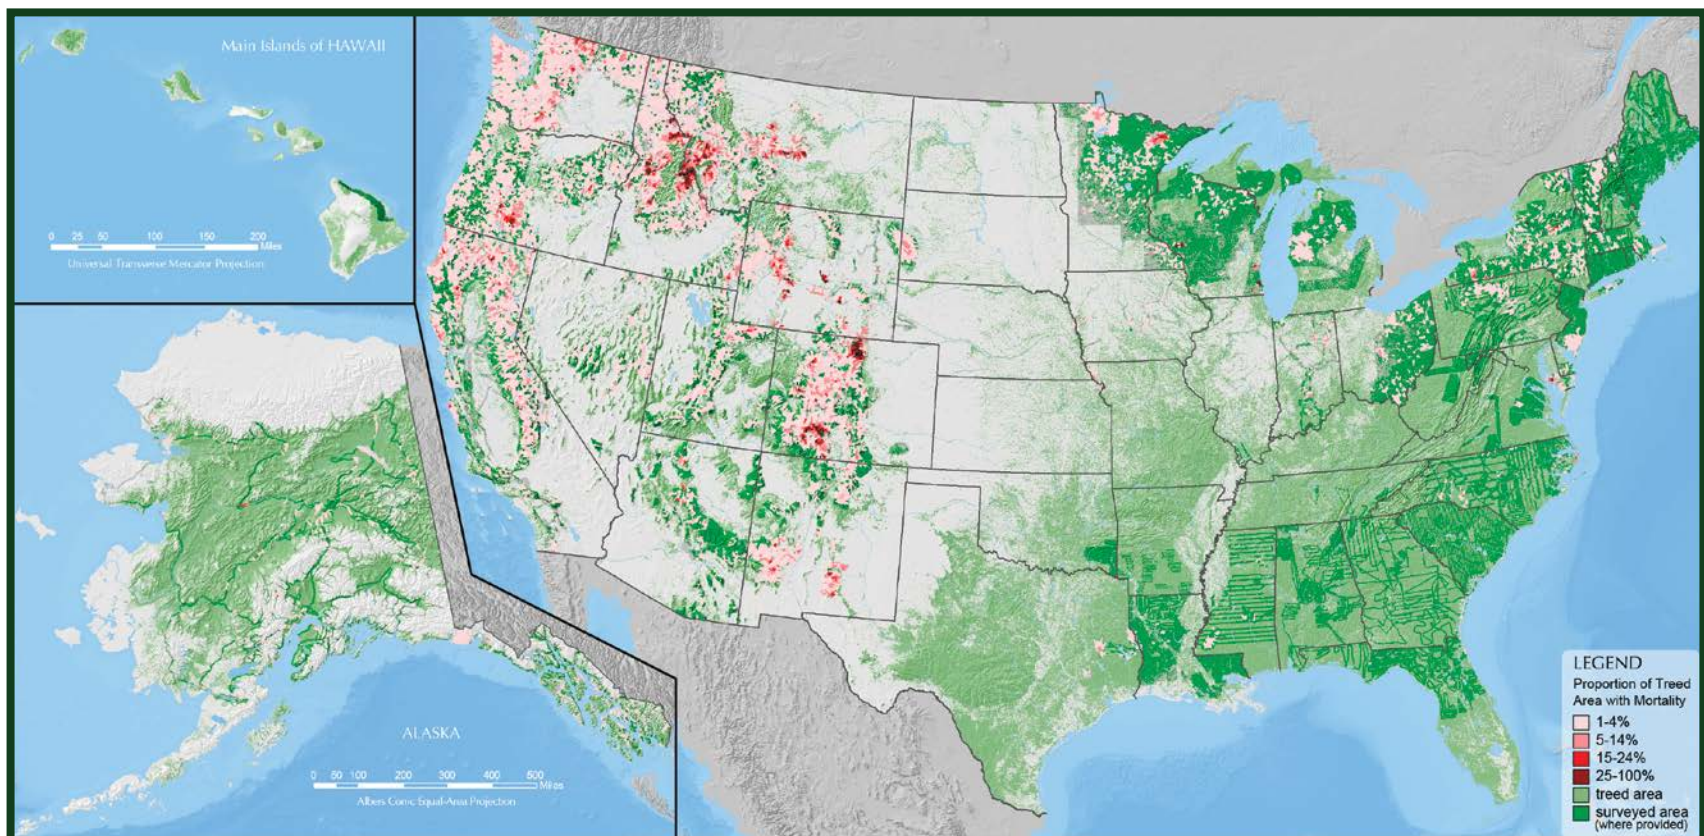 Main Islands of HAWAII
0 25 50 100 150 200
Miles
Universal Transverse Mercator Projection
ALASKA
0 50 100 200 300 400 500
Miles
Albers Conic Equal-Area Projection
LEGEND
Proportion of Treed
Area with Mortality
1-4%
5-14%
15-24%
25-100%
treed area
surveyed area
(where provided)